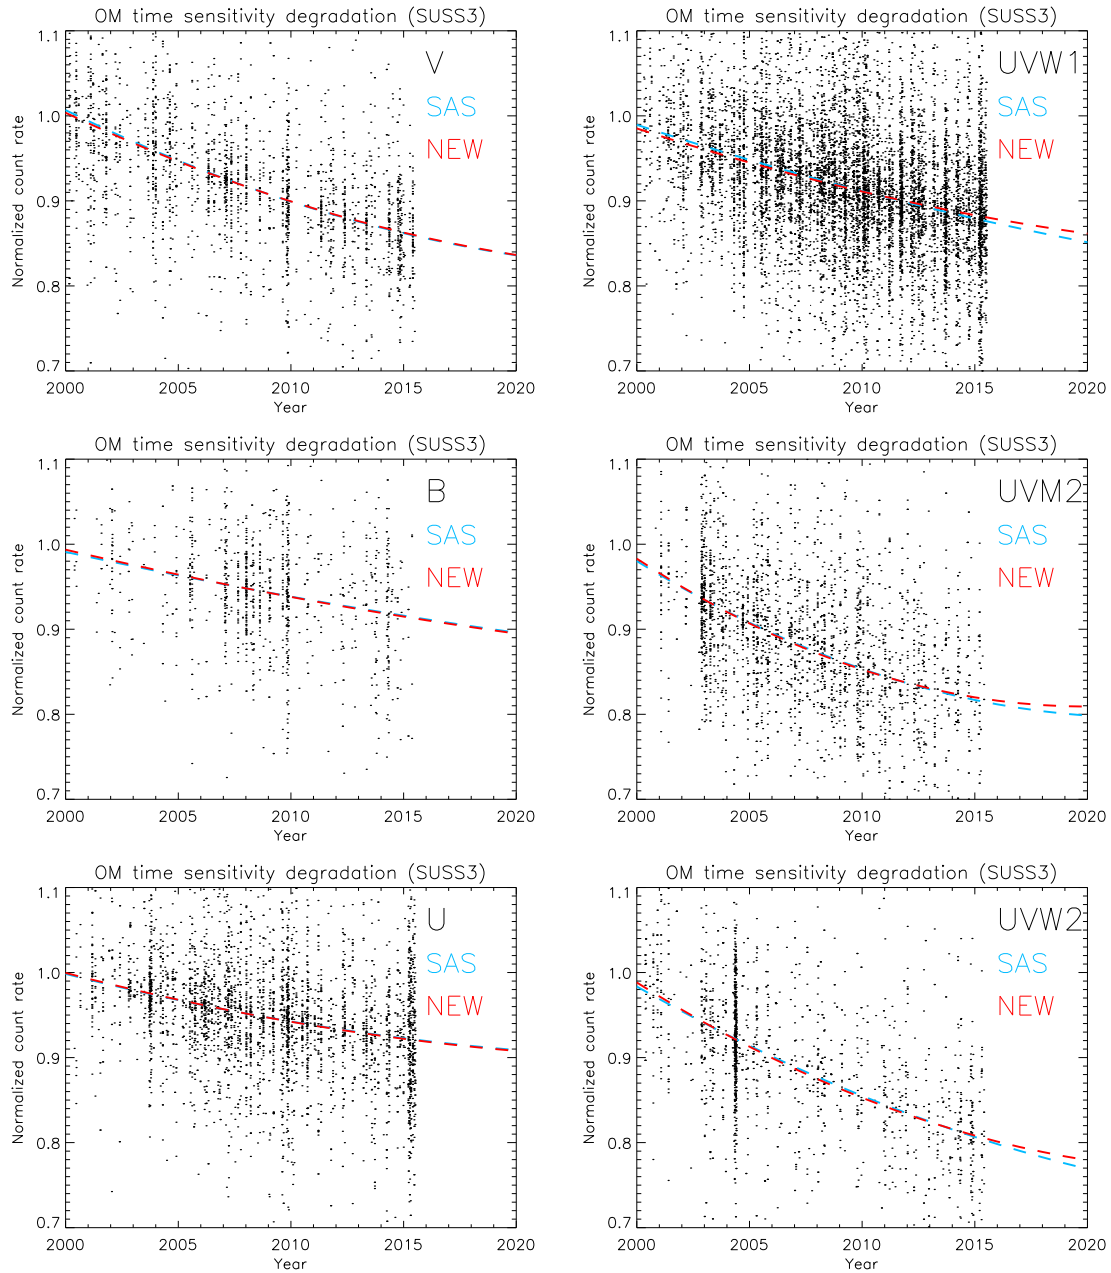 OM time sensitivity degradation (SUSS3)
1.1
1.0
0.9
0.8
0.7
Normalized count rate
V
SAS
NEW
2000 2005 2010 2015 2020
Year
OM time sensitivity degradation (SUSS3)
1.1
1.0
0.9
0.8
0.7
Normalized count rate
UVW1
SAS
NEW
2000 2005 2010 2015 2020
Year
OM time sensitivity degradation (SUSS3)
1.1
1.0
0.9
0.8
0.7
Normalized count rate
B
SAS
NEW
2000 2005 2010 2015 2020
Year
OM time sensitivity degradation (SUSS3)
1.1
1.0
0.9
0.8
0.7
Normalized count rate
UVM2
SAS
NEW
2000 2005 2010 2015 2020
Year
OM time sensitivity degradation (SUSS3)
1.1
1.0
0.9
0.8
0.7
Normalized count rate
U
SAS
NEW
2000 2005 2010 2015 2020
Year
OM time sensitivity degradation (SUSS3)
1.1
1.0
0.9
0.8
0.7
Normalized count rate
UVW2
SAS
NEW
2000 2005 2010 2015 2020
Year